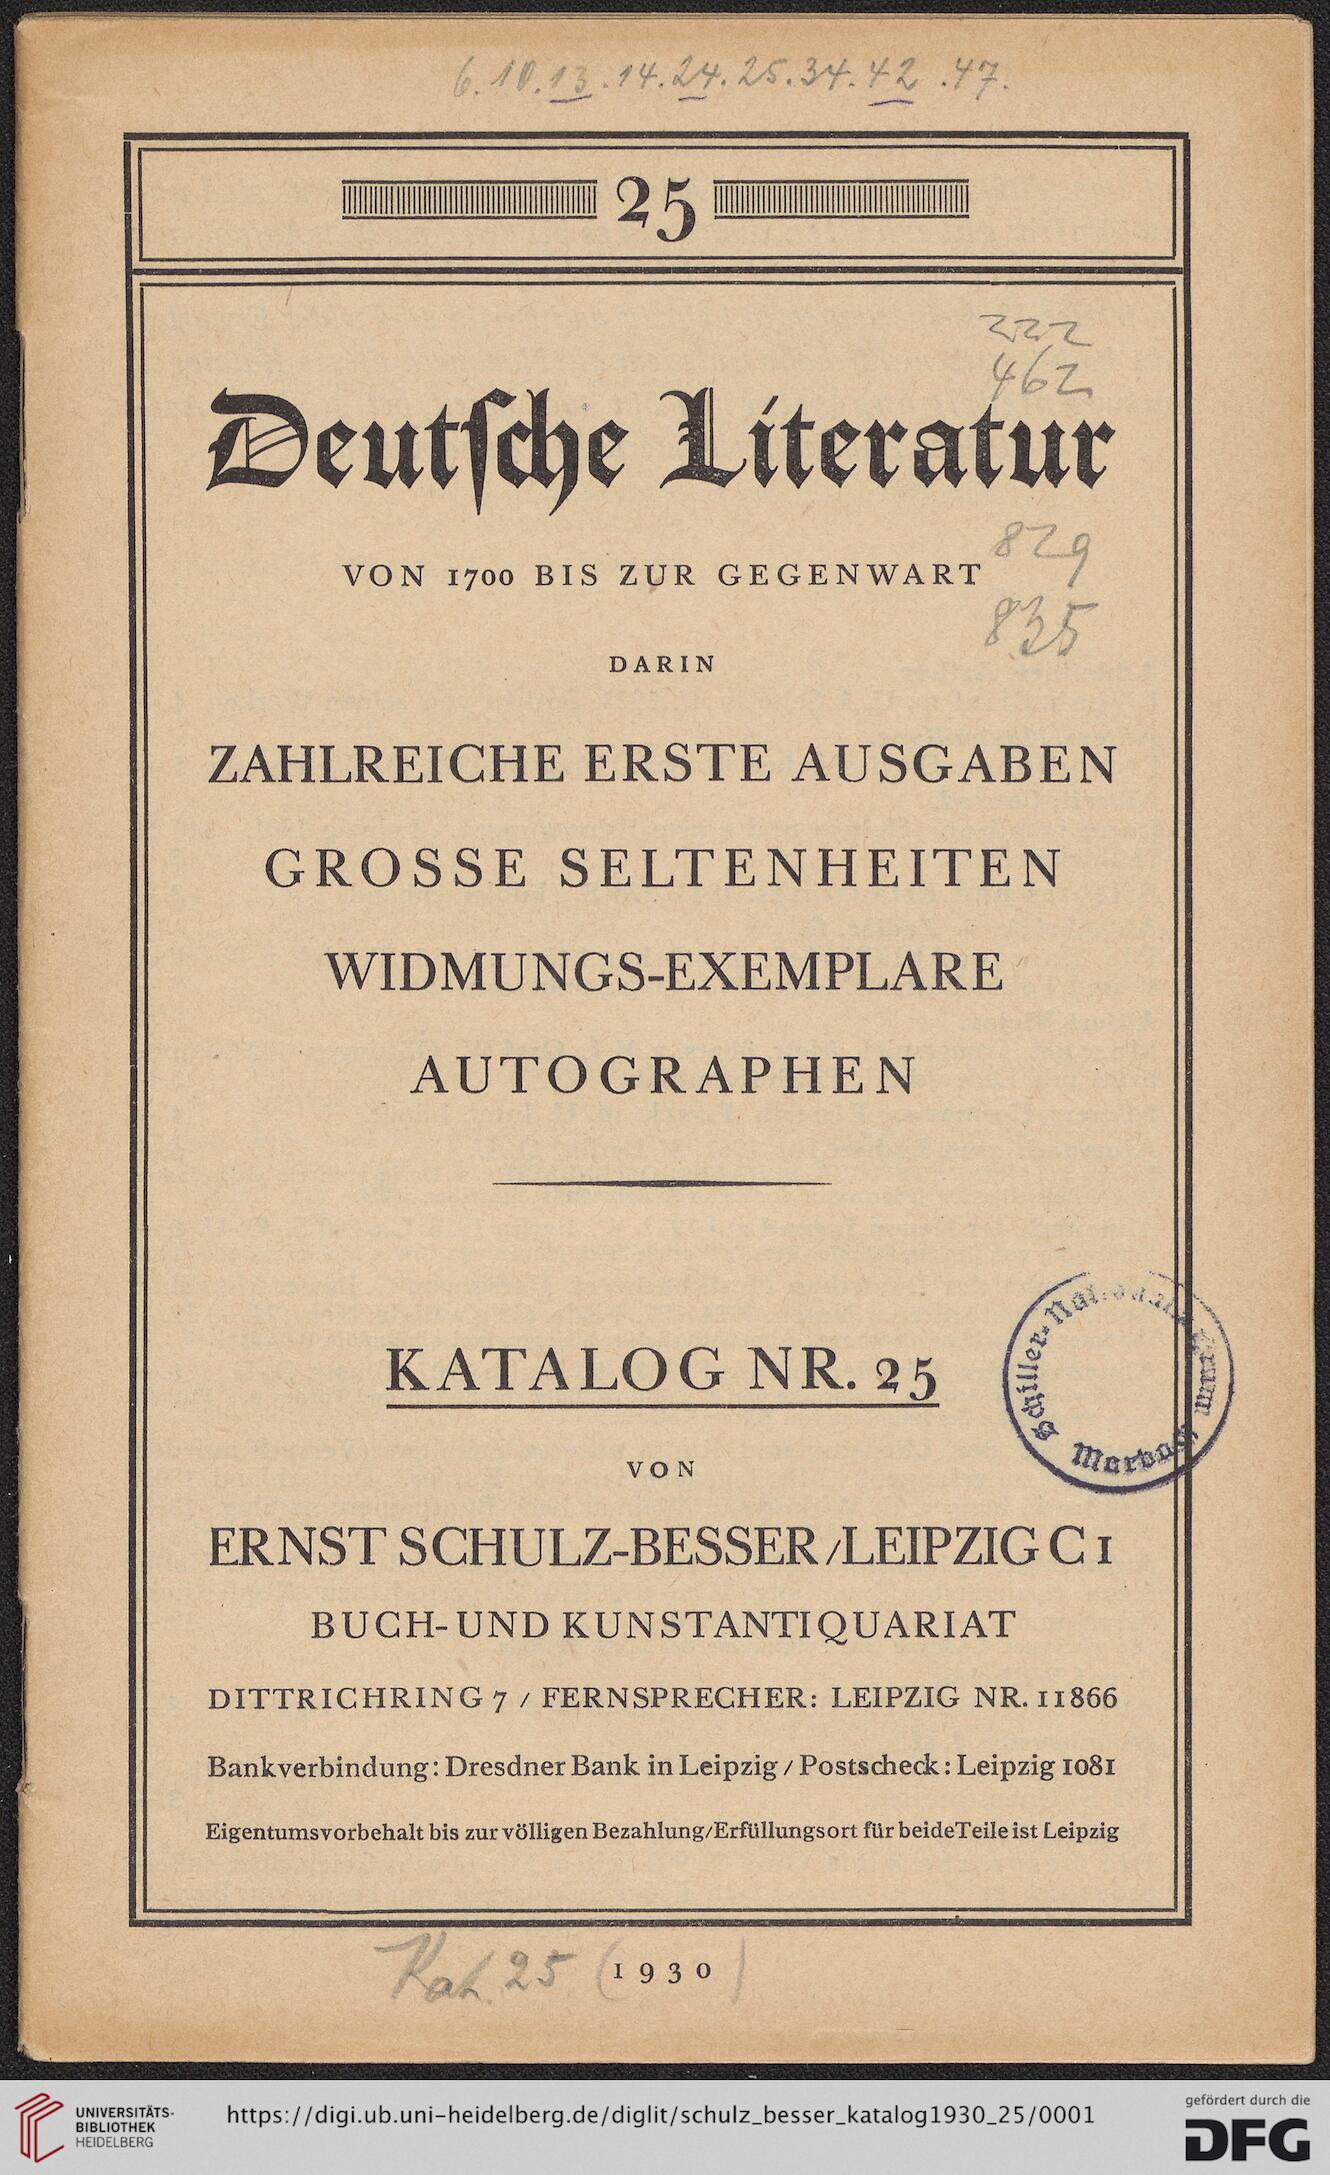 6. 10. 13. 14. 24. 25. 34. 42. 47.
25
222
462
Deutſche Literatur
829
VON 1700 BIS ZUR GEGENWART
835
DARIN
ZAHLREICHE ERSTE AUSGABEN
GROSSE SELTENHEITEN
WIDMUNGS-EXEMPLARE
AUTOGRAPHEN
Schiller-National
Marbach
KATALOG NR. 25
VON
ERNST SCHULZ-BESSER / LEIPZIG C 1
BUCH- UND KUNSTANTIQUARIAT
DITTRICHRING 7 / FERNSPRECHER: LEIPZIG NR. 11866
Bankverbindung: Dresdner Bank in Leipzig / Postscheck: Leipzig 1081
Eigentumsvorbehalt bis zur völligen Bezahlung/Erfüllungsort für beide Teile ist Leipzig
Kat. 25 (1930)
UNIVERSITÄTS-
BIBLIOTHEK
HEIDELBERG
https://digi.ub.uni-heidelberg.de/diglit/schulz_besser_katalog1930_25/0001
gefördert durch die
DFG